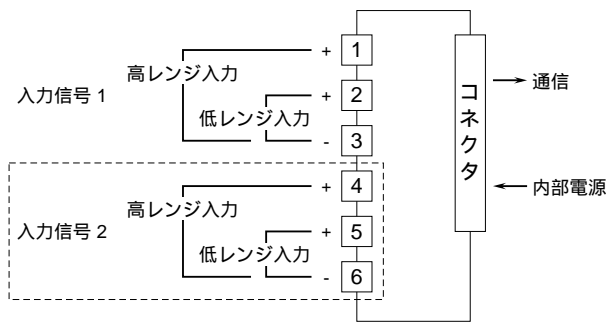 入力信号 1
高レンジ入力
低レンジ入力
+ 1
+ 2
- 3
入力信号 2
高レンジ入力
低レンジ入力
+ 4
+ 5
- 6
コネクタ
通信
内部電源